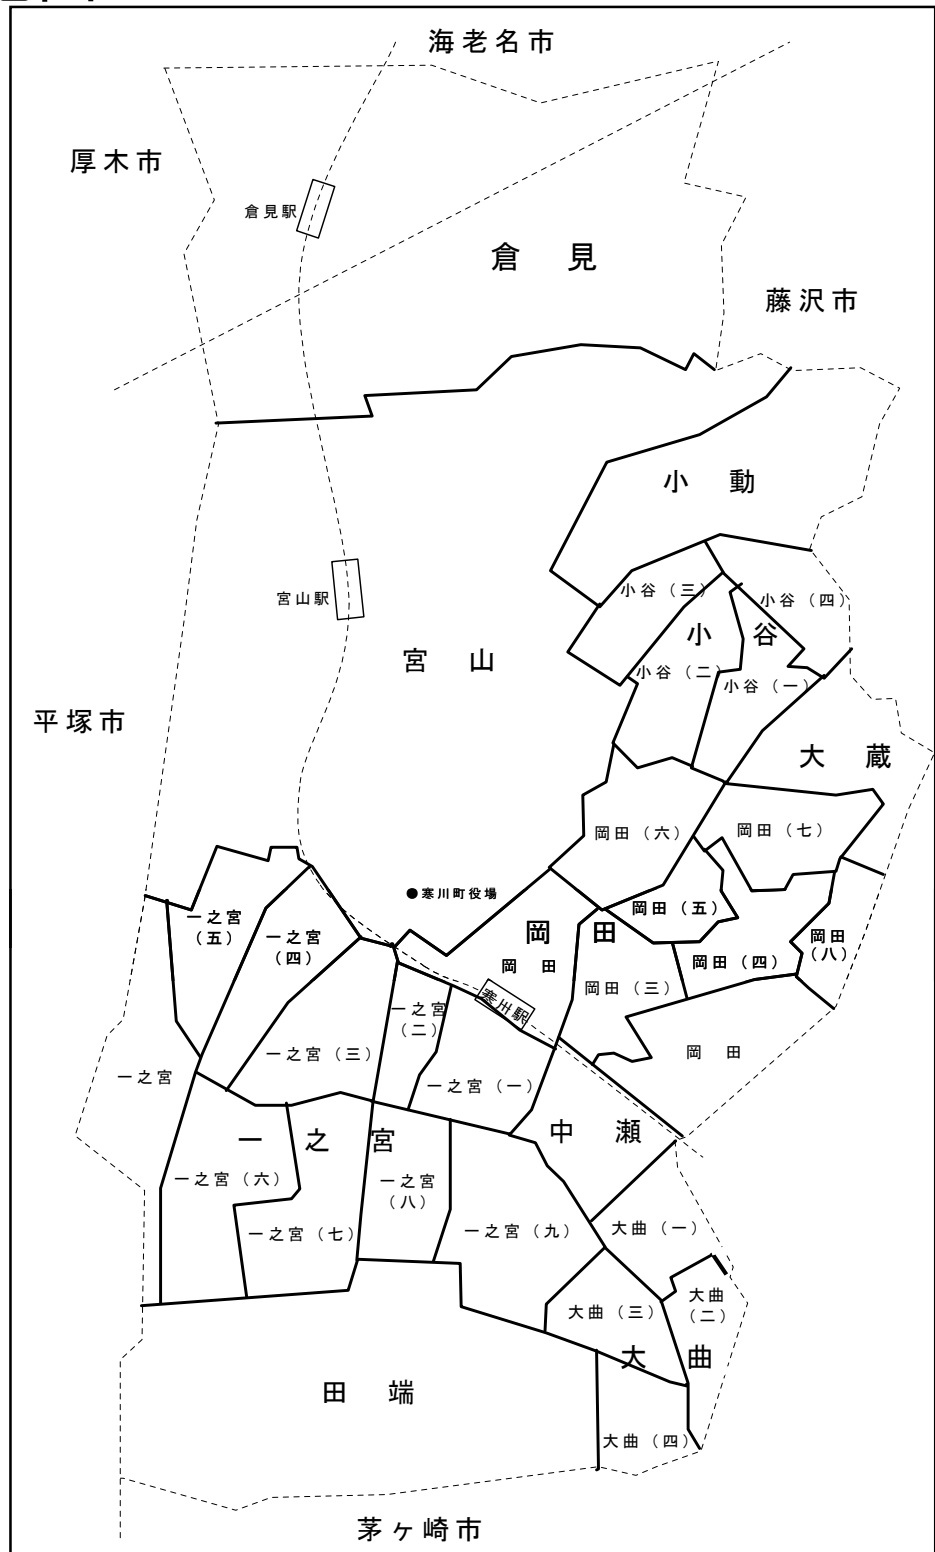 海老名市
厚木市
倉見駅
倉 見
藤沢市
小 動
小谷（三）
小谷（四）
宮山駅
小 谷
宮 山
小谷（二）
小谷（一）
平塚市
大 蔵
岡田（六）
岡田（七）
●寒川町役場
一之宮
（五）
岡田（五）
一之宮
（四）
岡 田
岡田
（八）
岡田（四）
岡 田
岡田（三）
寒川駅
一之宮
（二）
一之宮（三）
岡 田
一之宮
一之宮（一）
一 之 宮
中 瀬
一之宮（六）
一之宮
（八）
一之宮（七）
一之宮（九）
大曲（一）
大曲
（二）
大曲（三）
大 曲
田 端
大曲（四）
茅ヶ崎市